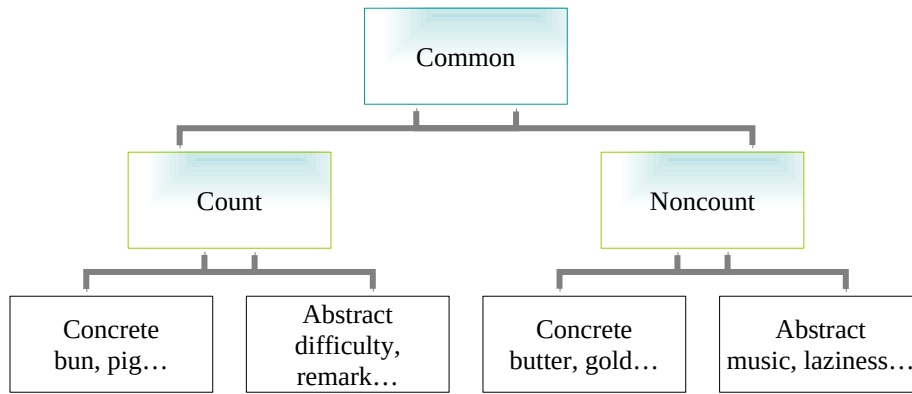 Common
Count
Noncount
Concrete
bun, pig…
Abstract
difficulty,
remark…
Concrete
butter, gold…
Abstract
music, laziness…